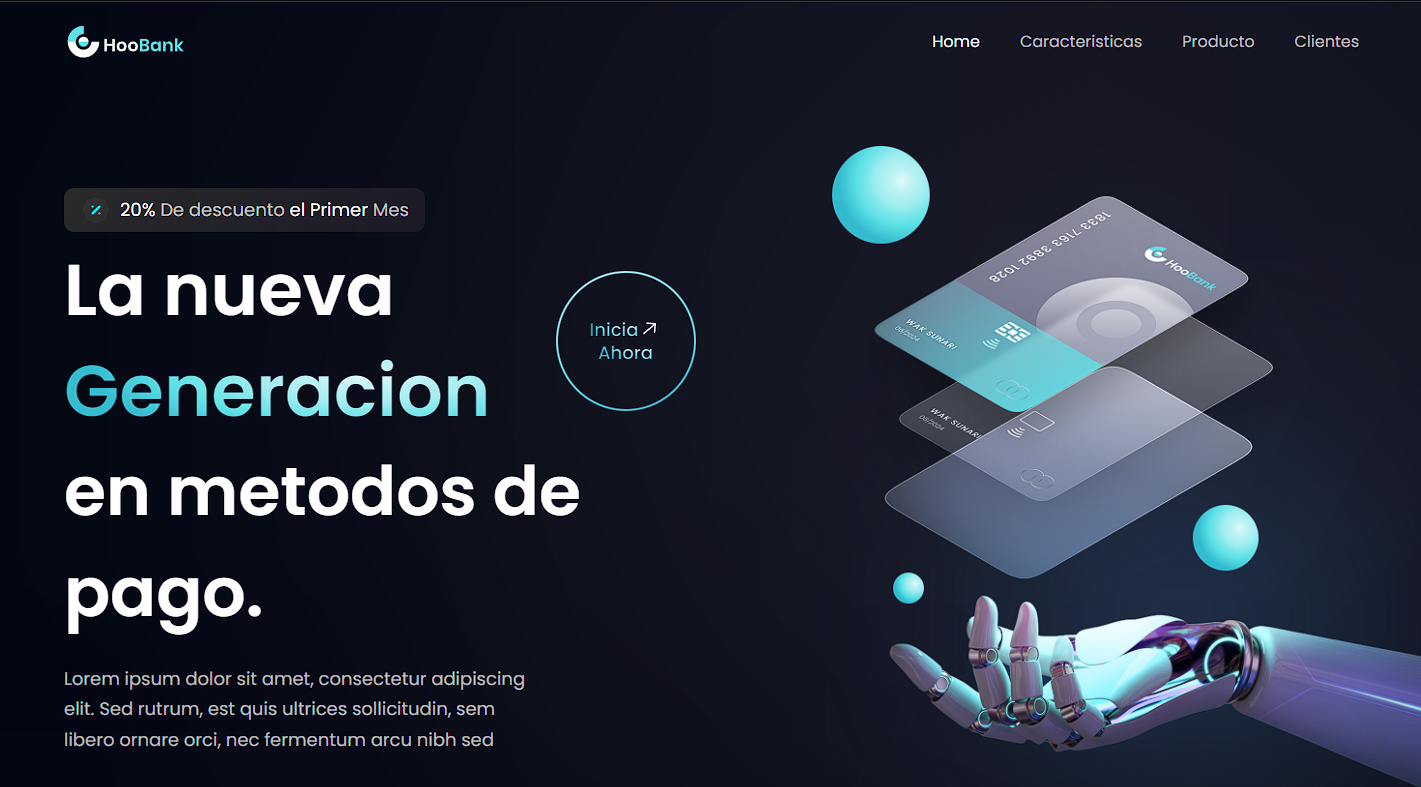 HooBank
Home Caracteristicas Producto Clientes
20% De descuento el Primer Mes
La nueva
Generacion
en metodos de
pago.
Inicia
Ahora
Lorem ipsum dolor sit amet, consectetur adipiscing
elit. Sed rutrum, est quis ultrices sollicitudin, sem
libero ornare orci, nec fermentum arcu nibh sed
1833 7163 3892 1028
HooBank
WAK SUNARI
06/2024
WAK SUNARI
06/2024